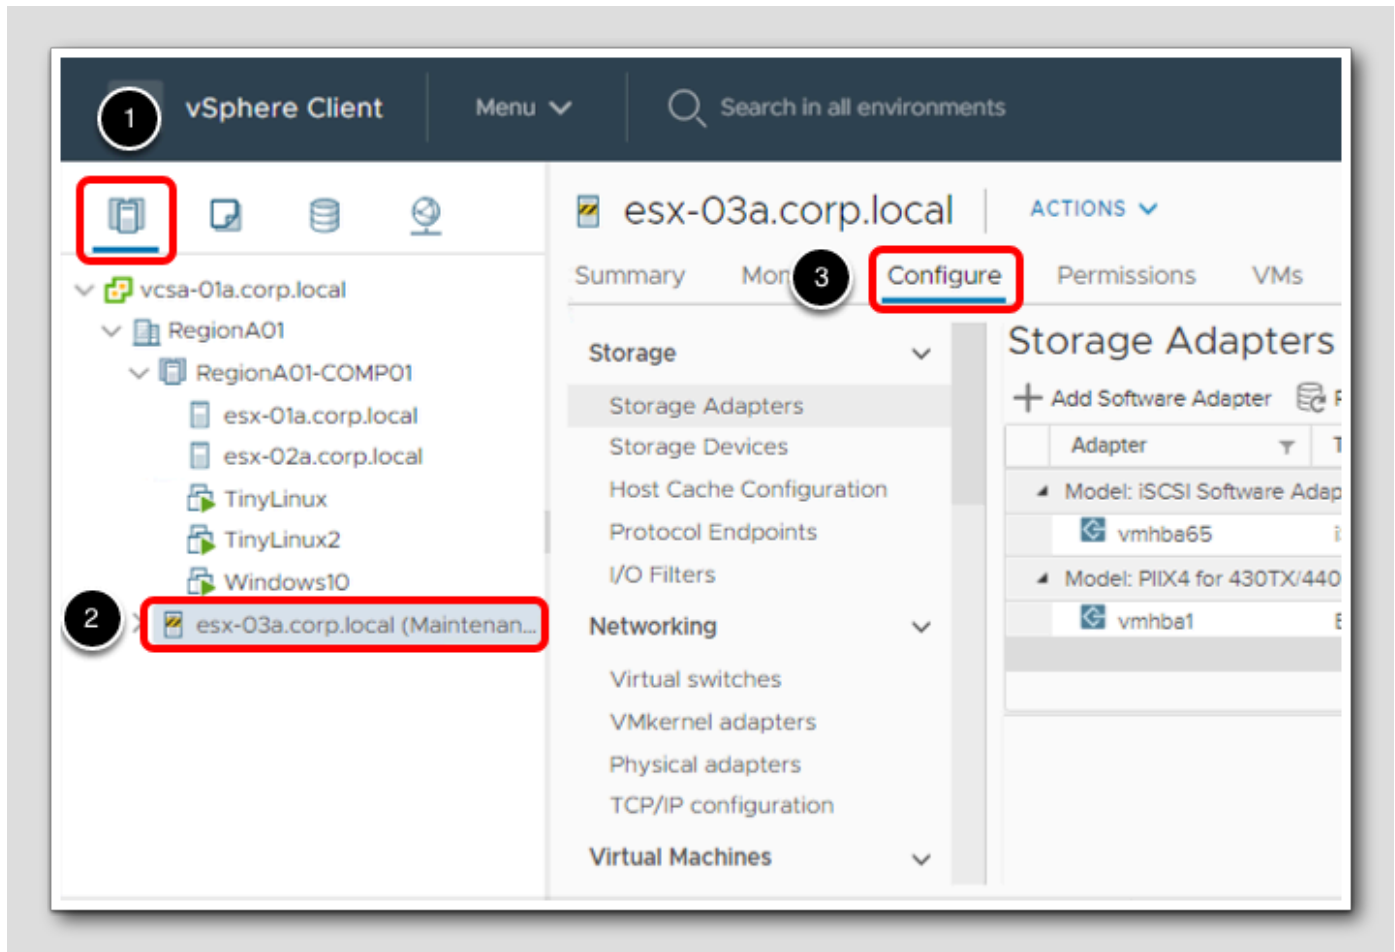 1
vSphere Client
Menu
Search in all environments
esx-03a.corp.local
ACTIONS
Summary
Mon
3
Configure
Permissions
VMs
vcsa-01a.corp.local
RegionA01
RegionA01-COMP01
esx-01a.corp.local
esx-02a.corp.local
TinyLinux
TinyLinux2
Windows10
2
esx-03a.corp.local (Maintenan...
Storage
Storage Adapters
Storage Devices
Host Cache Configuration
Protocol Endpoints
I/O Filters
Networking
Virtual switches
VMkernel adapters
Physical adapters
TCP/IP configuration
Virtual Machines
Storage Adapters
Add Software Adapter
Adapter
Model: iSCSI Software Adap
vmhba65
Model: PIIX4 for 430TX/440
vmhba1